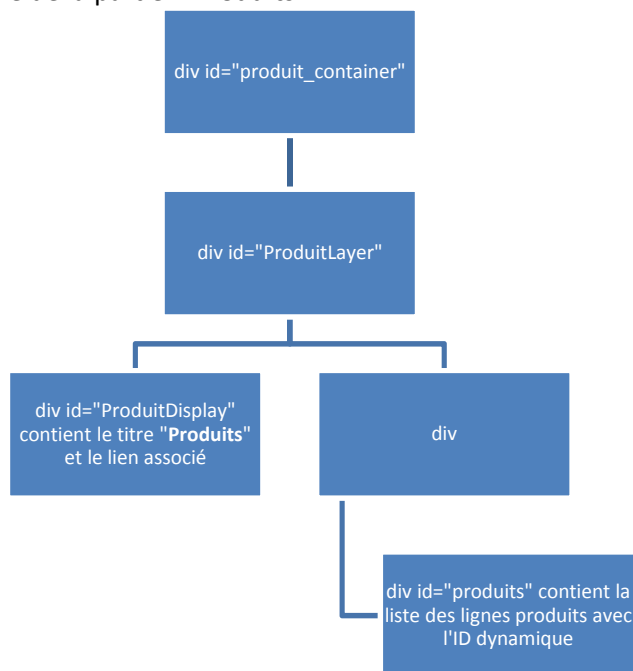 div id="produit_container"
div id="ProduitLayer"
div id="ProduitDisplay"
contient le titre "Produits"
et le lien associé
div
div id="produits" contient la
liste des lignes produits avec
l'ID dynamique